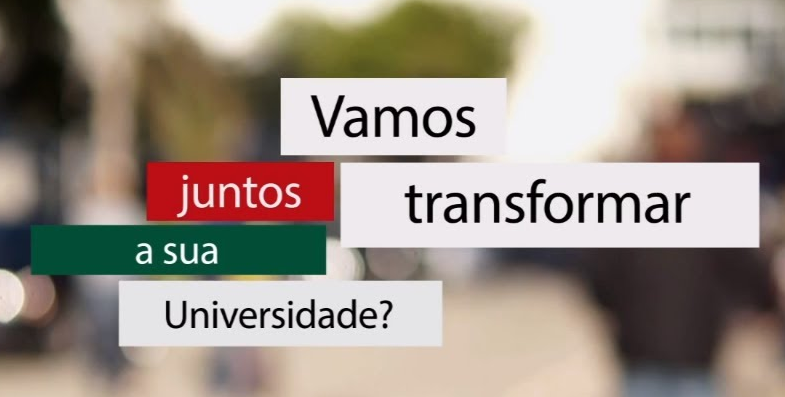 Vamos
juntos transformar
a sua
Universidade?